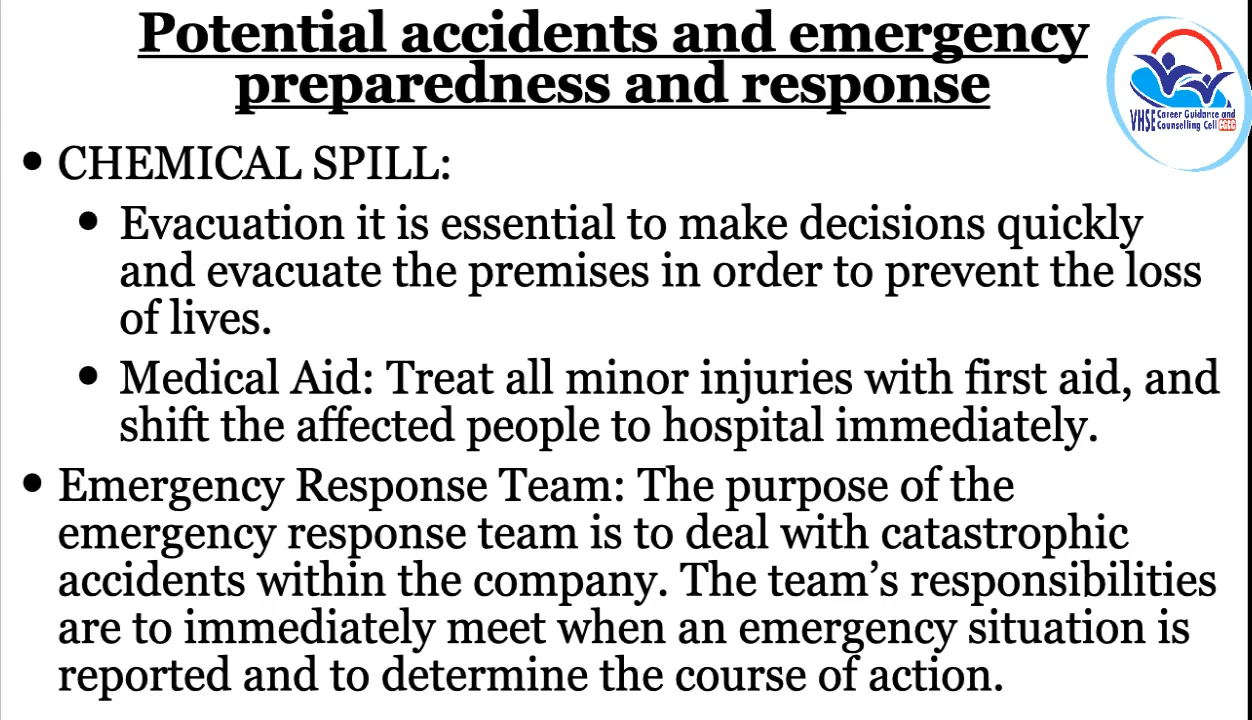 Potential accidents and emergency
preparedness and response
VHSE Career Guidance and
Counselling Cell CGCC
• CHEMICAL SPILL:
• Evacuation it is essential to make decisions quickly
and evacuate the premises in order to prevent the loss
of lives.
• Medical Aid: Treat all minor injuries with first aid, and
shift the affected people to hospital immediately.
• Emergency Response Team: The purpose of the
emergency response team is to deal with catastrophic
accidents within the company. The team’s responsibilities
are to immediately meet when an emergency situation is
reported and to determine the course of action.